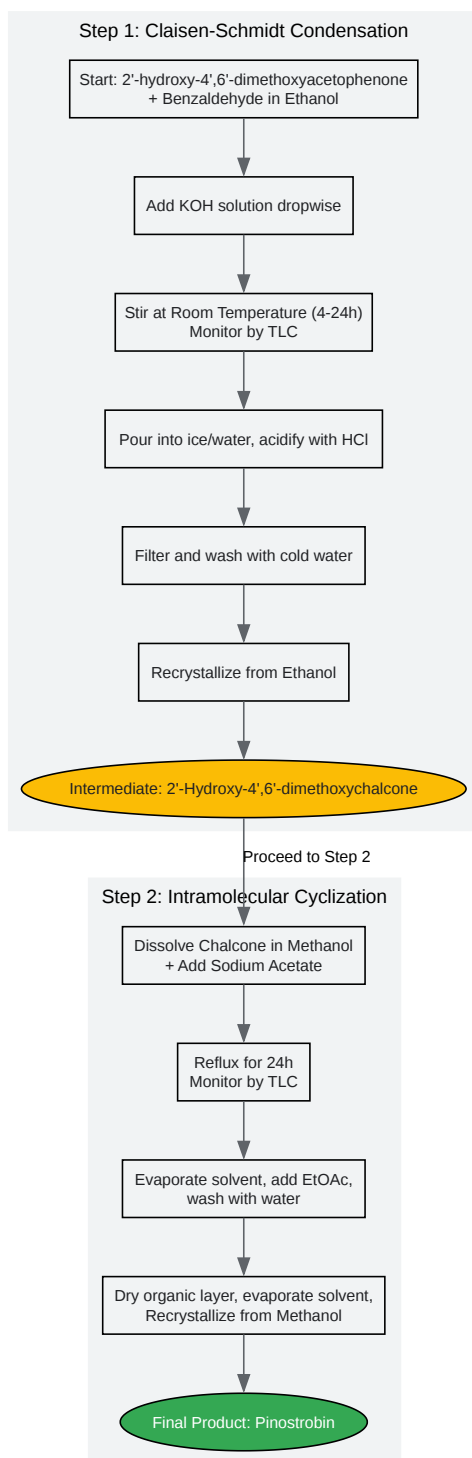 Step 1: Claisen-Schmidt Condensation
Start: 2'-hydroxy-4',6'-dimethoxyacetophenone
+ Benzaldehyde in Ethanol
Add KOH solution dropwise
Stir at Room Temperature (4-24h)
Monitor by TLC
Pour into ice/water, acidify with HCl
Filter and wash with cold water
Recrystallize from Ethanol
Intermediate: 2'-Hydroxy-4',6'-dimethoxychalcone
Proceed to Step 2
Step 2: Intramolecular Cyclization
Dissolve Chalcone in Methanol
+ Add Sodium Acetate
Reflux for 24h
Monitor by TLC
Evaporate solvent, add EtOAc,
wash with water
Dry organic layer, evaporate solvent,
Recrystallize from Methanol
Final Product: Pinostrobin